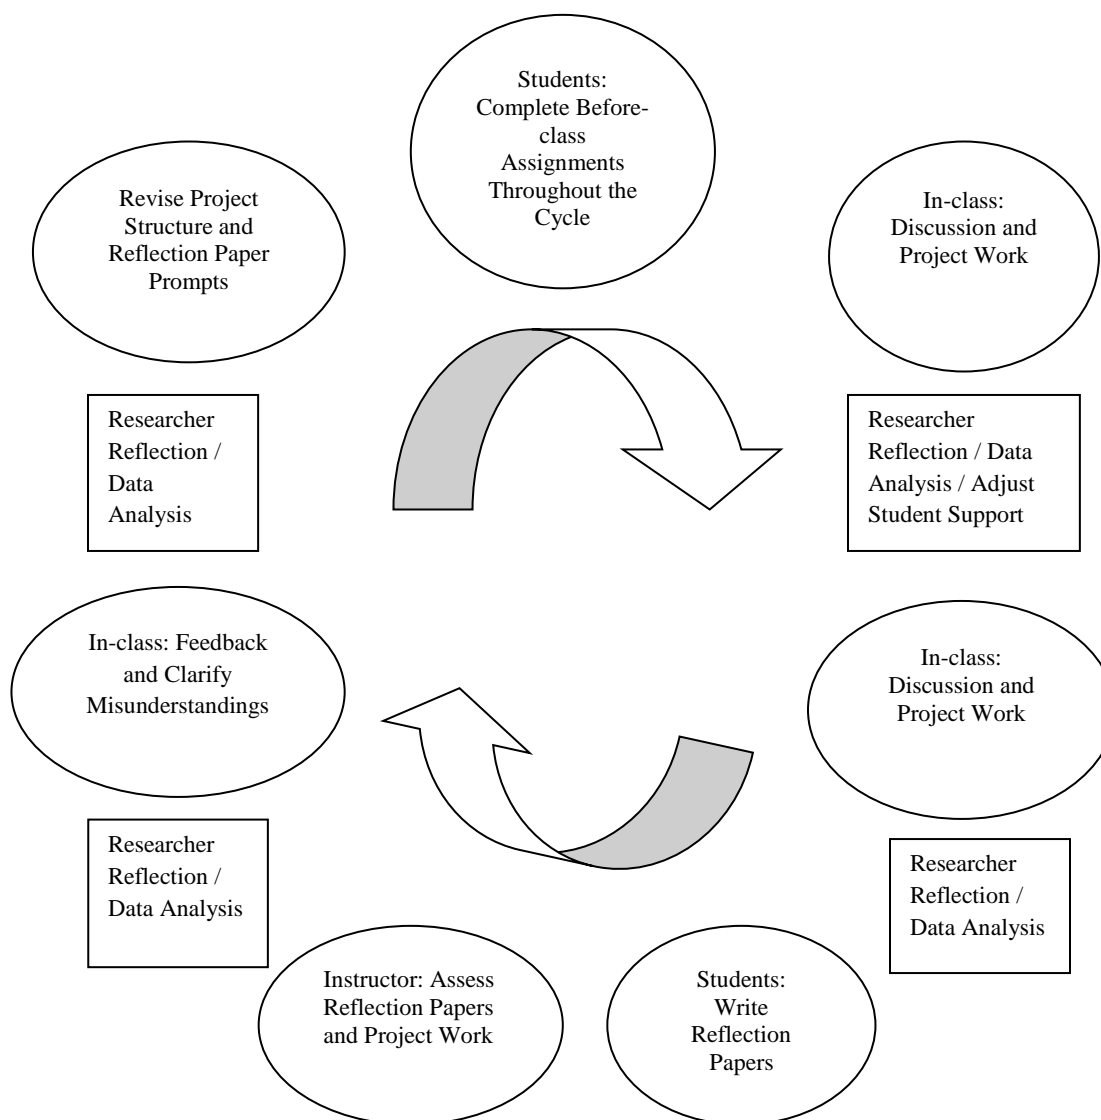 Students:
Complete Before-
class
Assignments
Throughout the
Cycle
Revise Project
Structure and
Reflection Paper
Prompts
In-class:
Discussion and
Project Work
Researcher
Reflection /
Data
Analysis
Researcher
Reflection / Data
Analysis / Adjust
Student Support
In-class: Feedback
and Clarify
Misunderstandings
In-class:
Discussion and
Project Work
Researcher
Reflection /
Data Analysis
Researcher
Reflection /
Data Analysis
Instructor: Assess
Reflection Papers
and Project Work
Students:
Write
Reflection
Papers